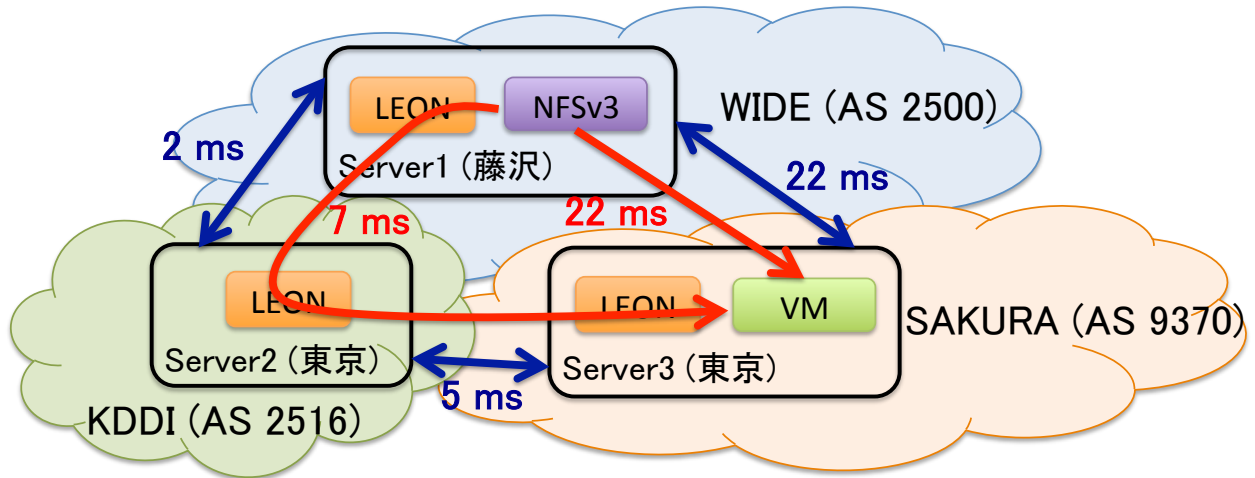 LEON
NFSv3
WIDE (AS 2500)
2 ms
Server1 (藤沢)
22 ms
7 ms
22 ms
LEON
LEON
VM
SAKURA (AS 9370)
Server2 (東京)
Server3 (東京)
5 ms
KDDI (AS 2516)